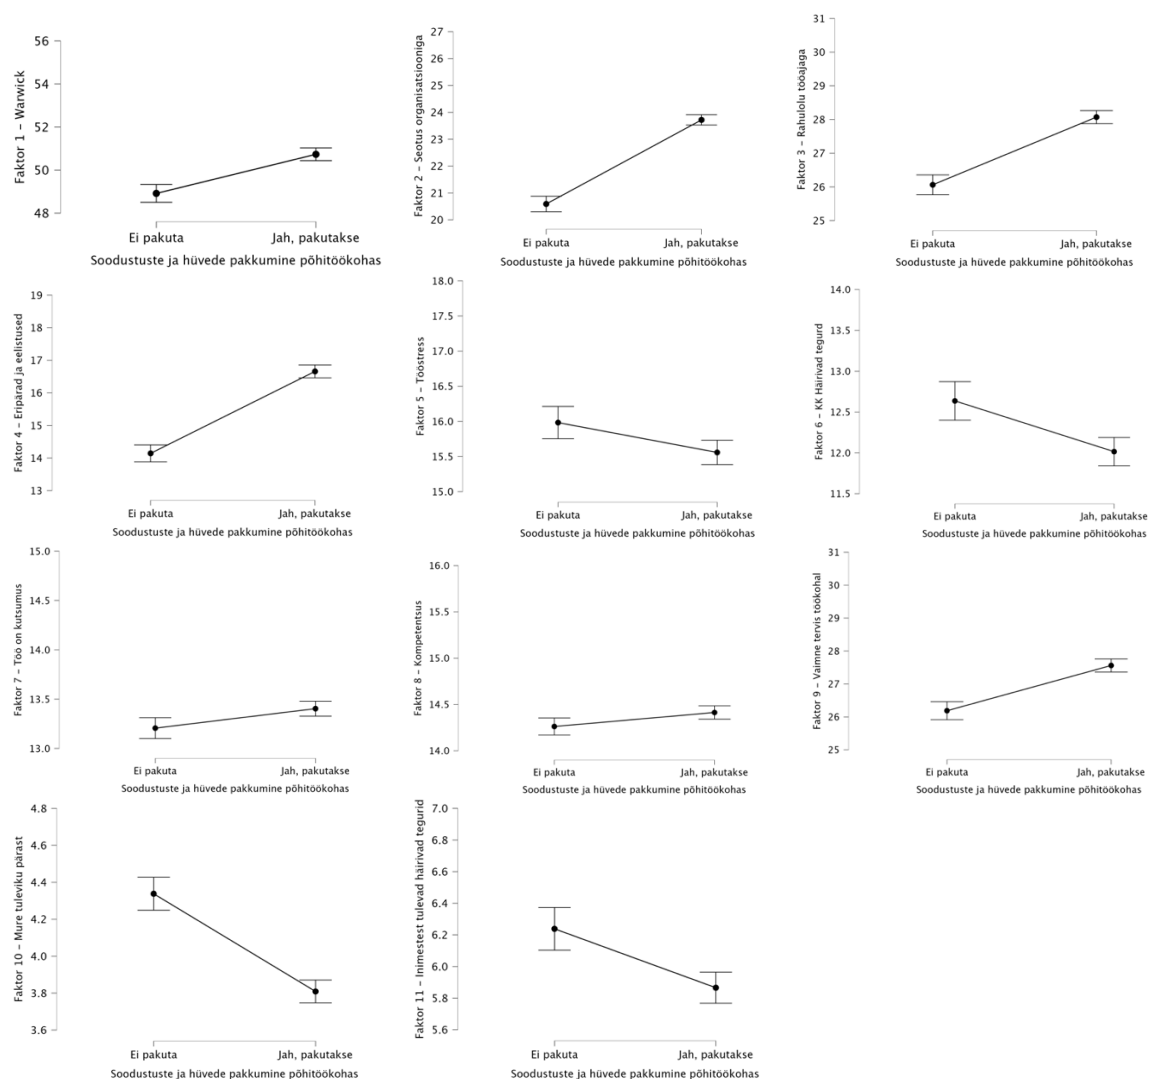 Faktor 1 – Warwick
56
54
52
50
48
Ei pakuta
Jah, pakutakse
Soodustuste ja hüvede pakkumine põhitöökohas
Faktor 2 – Seotus organisatsiooniga
27
26
25
24
23
22
21
20
Ei pakuta
Jah, pakutakse
Soodustuste ja hüvede pakkumine põhitöökohas
Faktor 3 – Rahulolu tööajaga
31
30
29
28
27
26
25
Ei pakuta
Jah, pakutakse
Soodustuste ja hüvede pakkumine põhitöökohas
Faktor 4 – Eripärad ja eelistused
19
18
17
16
15
14
13
Ei pakuta
Jah, pakutakse
Soodustuste ja hüvede pakkumine põhitöökohas
Faktor 5 – Tööstress
18.0
17.5
17.0
16.5
16.0
15.5
15.0
Ei pakuta
Jah, pakutakse
Soodustuste ja hüvede pakkumine põhitöökohas
Faktor 6 – KK Häirivad tegurd
14.0
13.5
13.0
12.5
12.0
11.5
Ei pakuta
Jah, pakutakse
Soodustuste ja hüvede pakkumine põhitöökohas
Faktor 7 – Töö on kutsumus
15.0
14.5
14.0
13.5
13.0
Ei pakuta
Jah, pakutakse
Soodustuste ja hüvede pakkumine põhitöökohas
Faktor 8 – Kompetentsus
16.0
15.5
15.0
14.5
14.0
Ei pakuta
Jah, pakutakse
Soodustuste ja hüvede pakkumine põhitöökohas
Faktor 9 – Vaimne tervis töökohal
31
30
29
28
27
26
25
Ei pakuta
Jah, pakutakse
Soodustuste ja hüvede pakkumine põhitöökohas
Faktor 10 – Mure tuleviku pärast
4.8
4.6
4.4
4.2
4.0
3.8
3.6
Ei pakuta
Jah, pakutakse
Soodustuste ja hüvede pakkumine põhitöökohas
Faktor 11 – Inimestest tulevad häirivad tegurid
7.0
6.8
6.6
6.4
6.2
6.0
5.8
5.6
Ei pakuta
Jah, pakutakse
Soodustuste ja hüvede pakkumine põhitöökohas